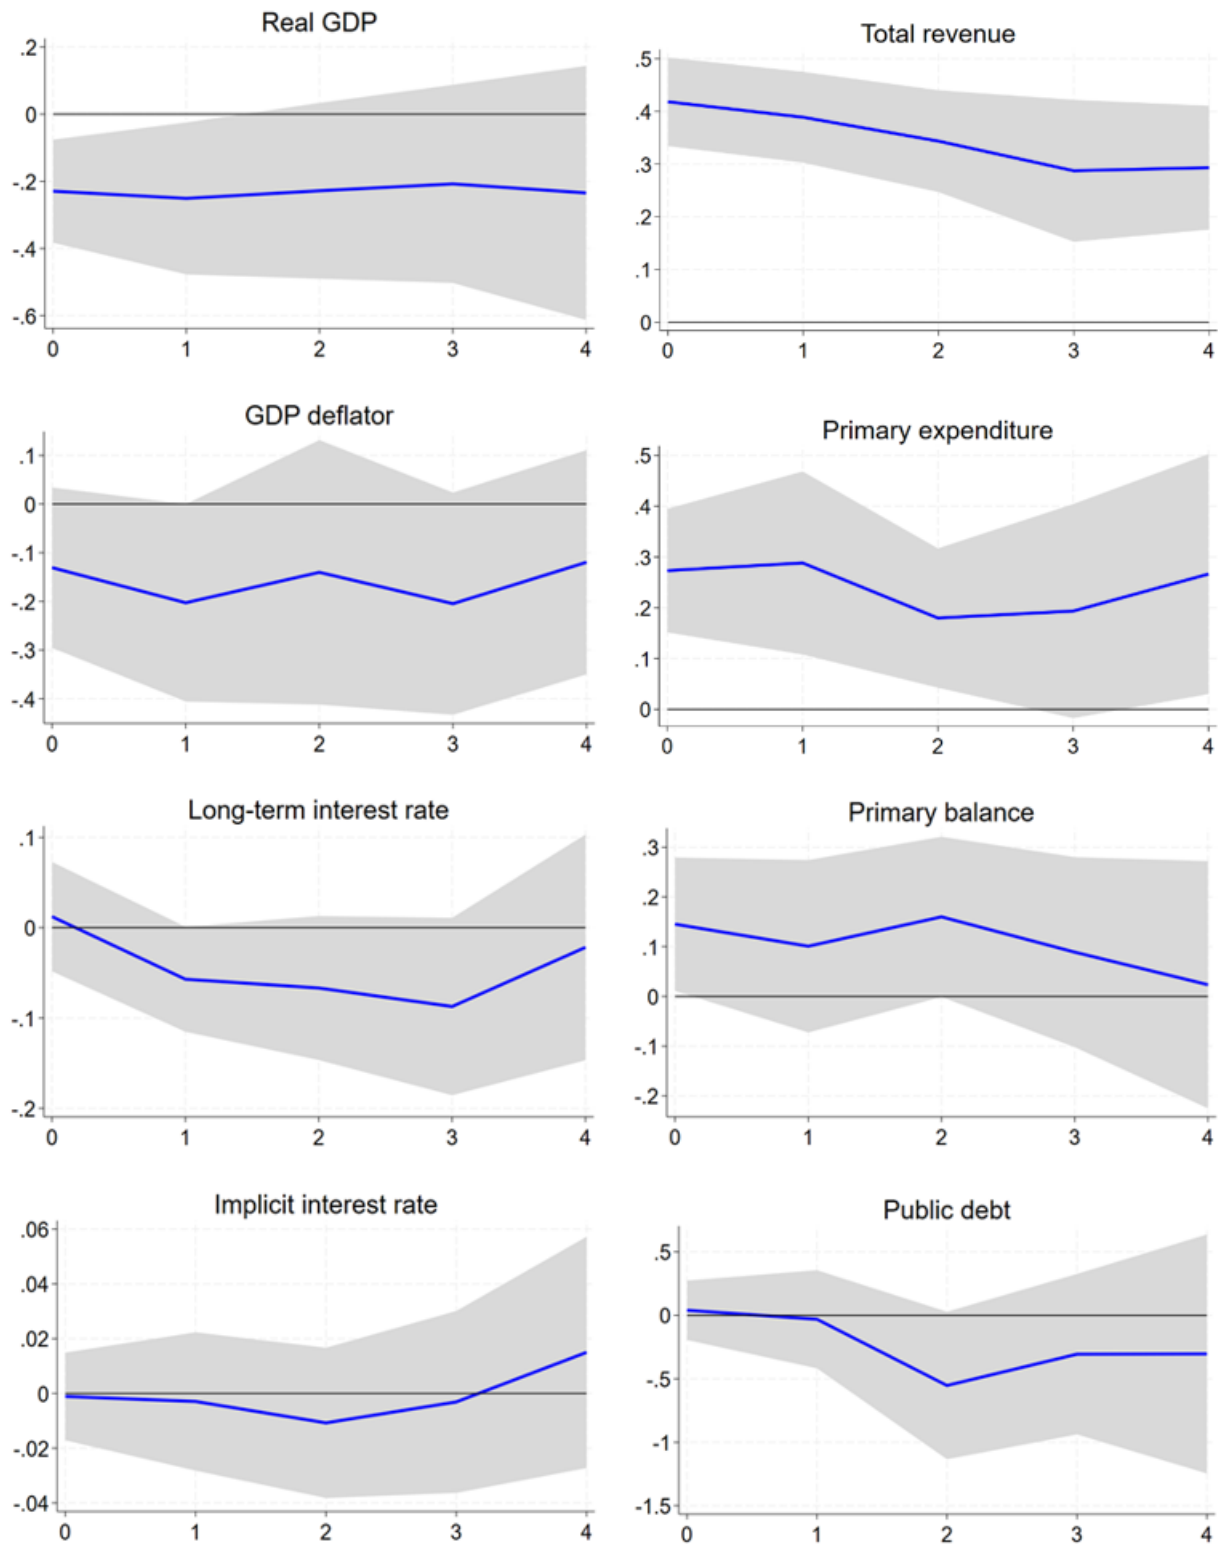 Real GDP
.2
0
-.2
-.4
-.6
0 1 2 3 4
Total revenue
.5
.4
.3
.2
.1
0
0 1 2 3 4
GDP deflator
.1
0
-.1
-.2
-.3
-.4
0 1 2 3 4
Primary expenditure
.5
.4
.3
.2
.1
0
0 1 2 3 4
Long-term interest rate
.1
0
-.1
-.2
0 1 2 3 4
Primary balance
.3
.2
.1
0
-.1
-.2
0 1 2 3 4
Implicit interest rate
.06
.04
.02
0
-.02
-.04
0 1 2 3 4
Public debt
.5
0
-.5
-1
-1.5
0 1 2 3 4